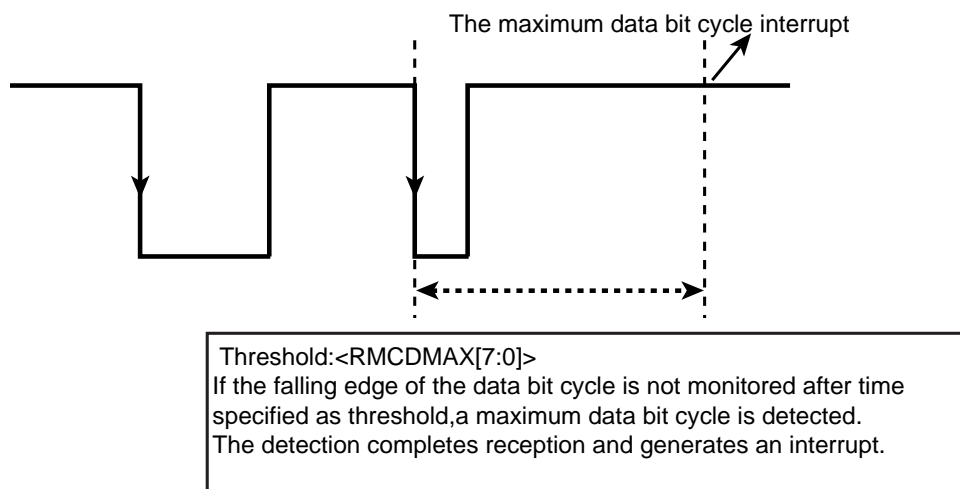 The maximum data bit cycle interrupt
Threshold:<RMCDMAX[7:0]>
If the falling edge of the data bit cycle is not monitored after time
specified as threshold,a maximum data bit cycle is detected.
The detection completes reception and generates an interrupt.